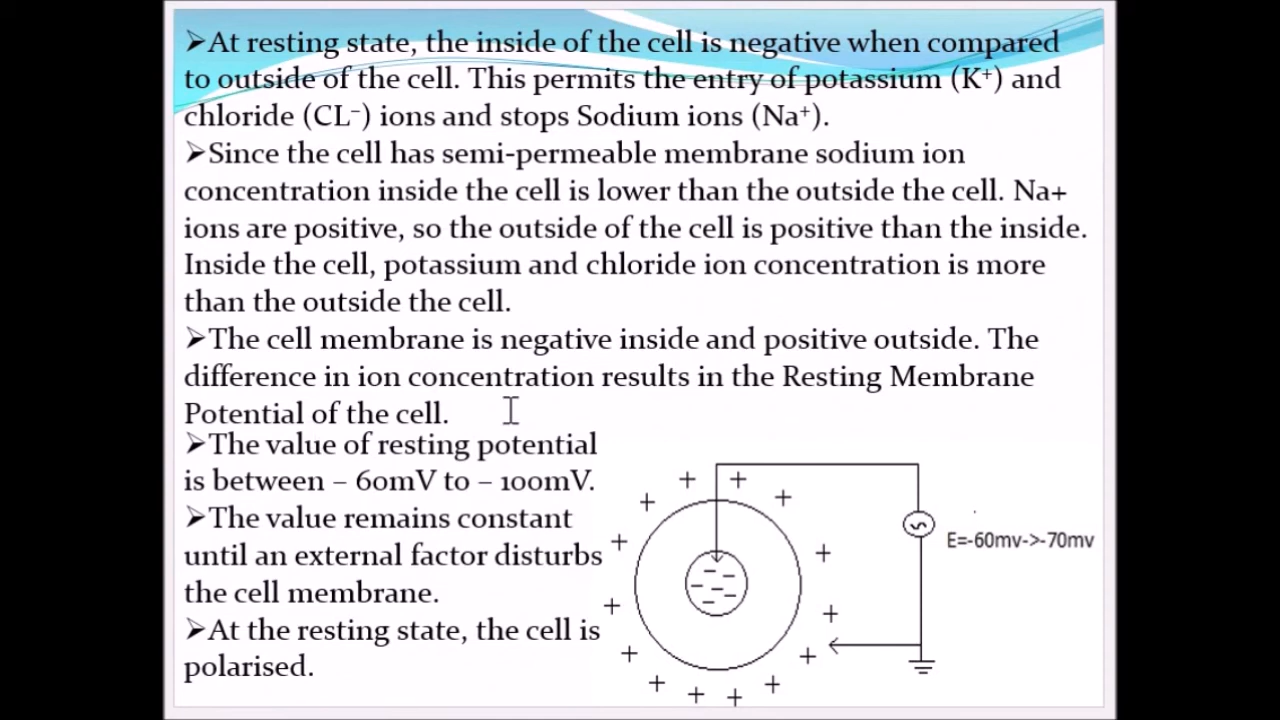 ➢At resting state, the inside of the cell is negative when compared
to outside of the cell. This permits the entry of potassium (K⁺) and
chloride (CL⁻) ions and stops Sodium ions (Na⁺).
➢Since the cell has semi-permeable membrane sodium ion
concentration inside the cell is lower than the outside the cell. Na+
ions are positive, so the outside of the cell is positive than the inside.
Inside the cell, potassium and chloride ion concentration is more
than the outside the cell.
➢The cell membrane is negative inside and positive outside. The
difference in ion concentration results in the Resting Membrane
Potential of the cell.
➢The value of resting potential
is between – 60mV to – 100mV.
➢The value remains constant
until an external factor disturbs
the cell membrane.
➢At the resting state, the cell is
polarised.
E=-60mv->-70mv